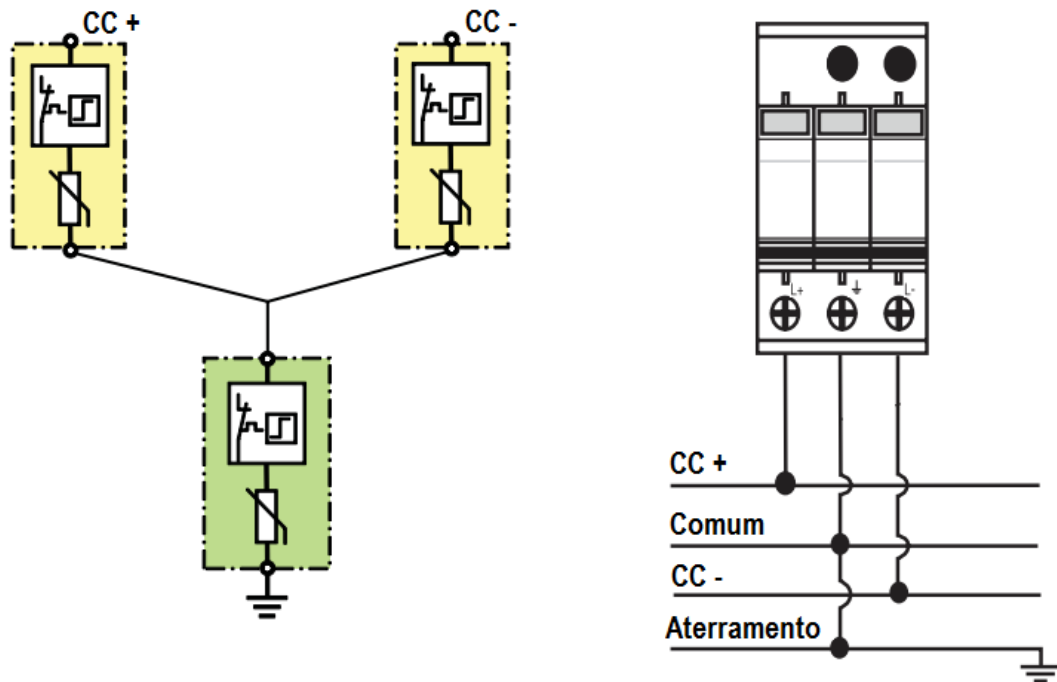 CC +
CC -
L+
L-
CC +
Comum
CC -
Aterramento